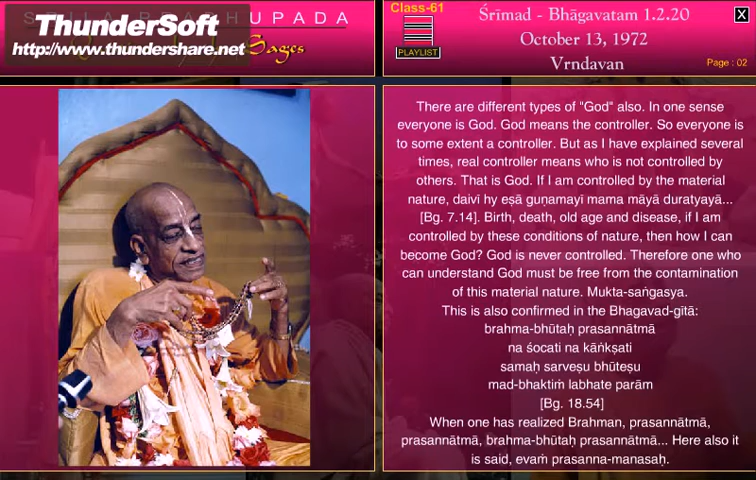 ThunderSoft
http://www.thundershare.net
UPADA
Sages
Class-61
PLAYLIST
Śrīmad - Bhāgavatam 1.2.20
October 13, 1972
Vrndavan
X
Page : 02
There are different types of "God" also. In one sense
everyone is God. God means the controller. So everyone is
to some extent a controller. But as I have explained several
times, real controller means who is not controlled by
others. That is God. If I am controlled by the material
nature, daivī hy eṣā guṇamayī mama māyā duratyayā...
[Bg. 7.14]. Birth, death, old age and disease, if I am
controlled by these conditions of nature, then how I can
become God? God is never controlled. Therefore one who
can understand God must be free from the contamination
of this material nature. Mukta-saṅgasya.
This is also confirmed in the Bhagavad-gītā:
brahma-bhūtaḥ prasannātmā
na śocati na kāṅkṣati
samaḥ sarveṣu bhūteṣu
mad-bhaktiṁ labhate parām
[Bg. 18.54]
When one has realized Brahman, prasannātmā,
prasannātmā, brahma-bhūtaḥ prasannātmā... Here also it
is said, evaṁ prasanna-manasaḥ.